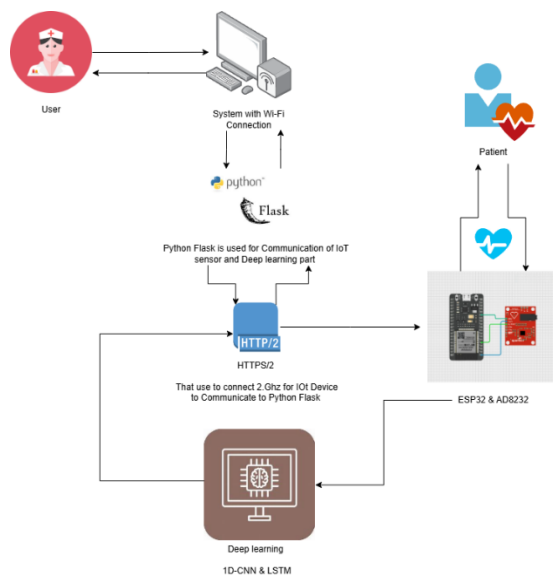 User
System with Wi-Fi
Connection
python
Flask
Python Flask is used for Communication of IoT
sensor and Deep learning part
Patient
HTTP/2
HTTPS/2
That use to connect 2.Ghz for IOt Device
to Communicate to Python Flask
ESP32 & AD8232
Deep learning
1D-CNN & LSTM